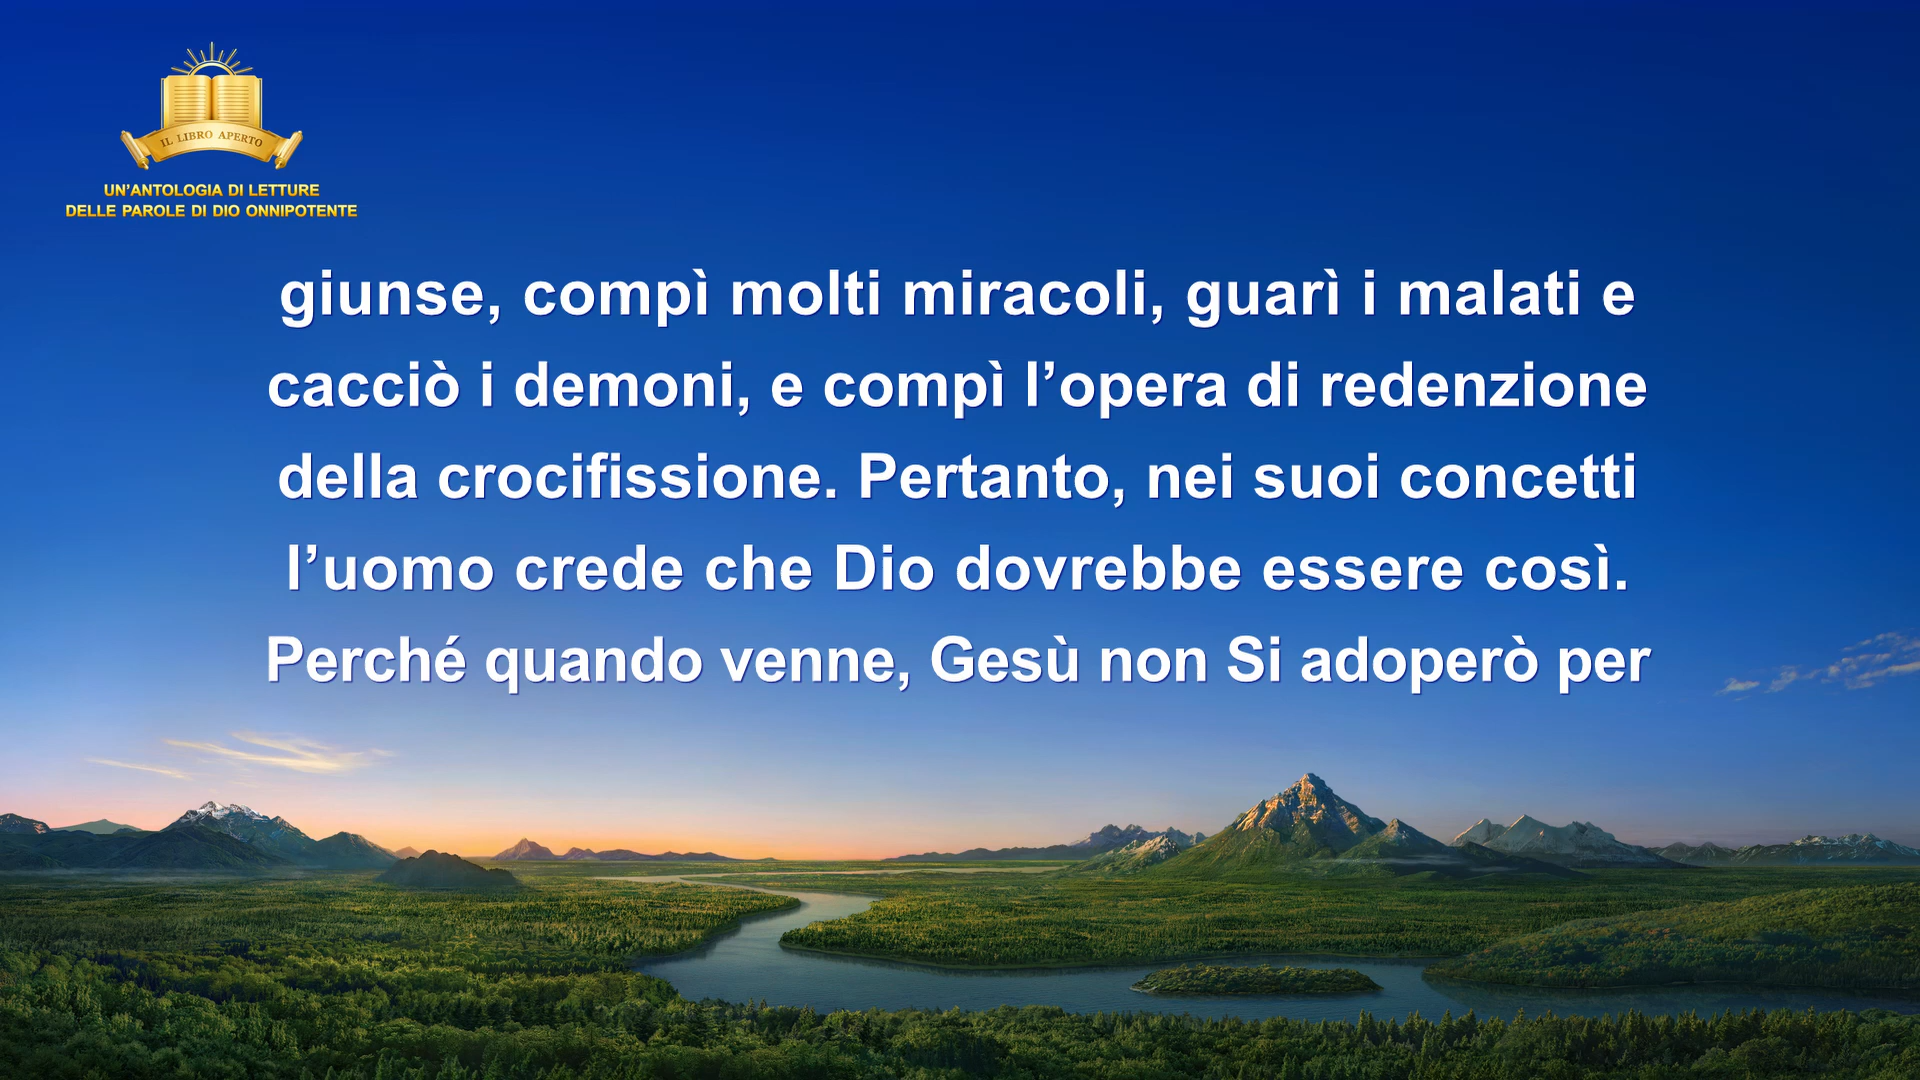 IL LIBRO APERTO
UN’ANTOLOGIA DI LETTURE
DELLE PAROLE DI DIO ONNIPOTENTE
giunse, compì molti miracoli, guarì i malati e
cacciò i demoni, e compì l’opera di redenzione
della crocifissione. Pertanto, nei suoi concetti
l’uomo crede che Dio dovrebbe essere così.
Perché quando venne, Gesù non Si adoperò per